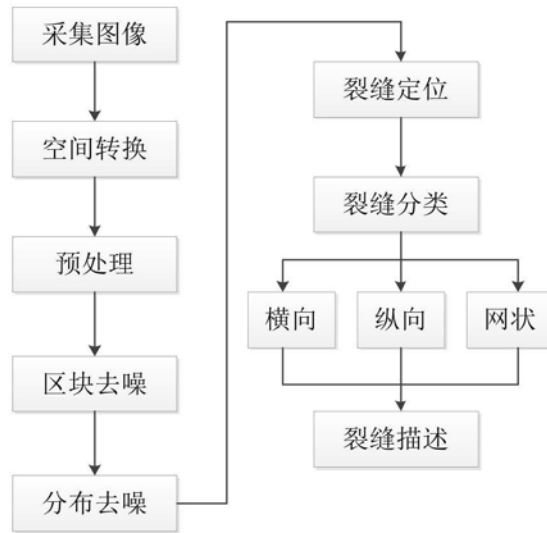 采集图像
空间转换
预处理
区块去噪
分布去噪
裂缝定位
裂缝分类
横向
纵向
网状
裂缝描述